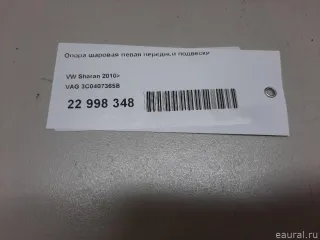 Опора шаровая левая передней подвески
VW Sharan 2010>
VAG 3C0407365B
22 998 348
eaural.ru